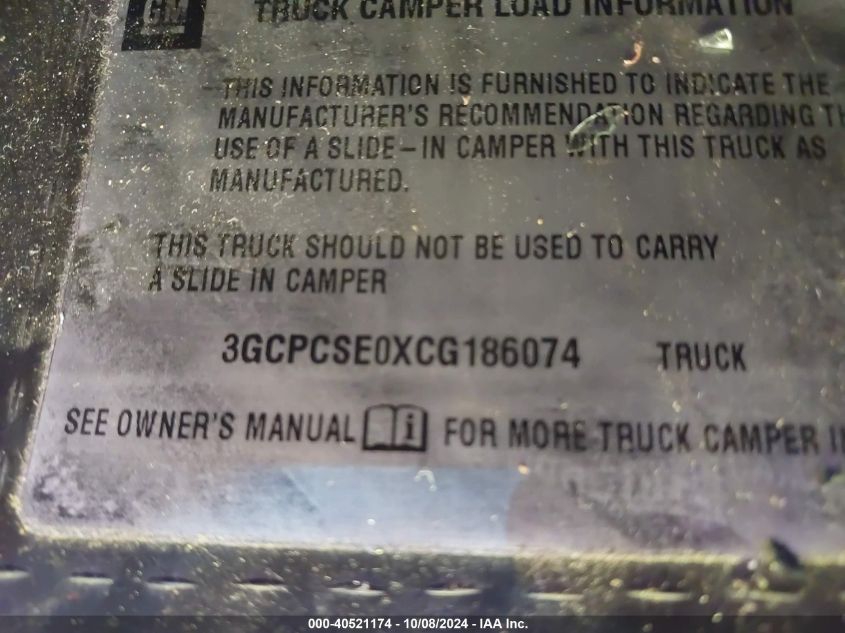 GM
TRUCK CAMPER LOAD INFORMATION
THIS INFORMATION IS FURNISHED TO INDICATE THE
MANUFACTURER'S RECOMMENDATION REGARDING TH
USE OF A SLIDE–IN CAMPER WITH THIS TRUCK AS
MANUFACTURED.
THIS TRUCK SHOULD NOT BE USED TO CARRY
A SLIDE IN CAMPER
3GCPCSE0XCG186074 TRUCK
SEE OWNER'S MANUAL i FOR MORE TRUCK CAMPER
000-40521174 - 10/08/2024 - IAA Inc.